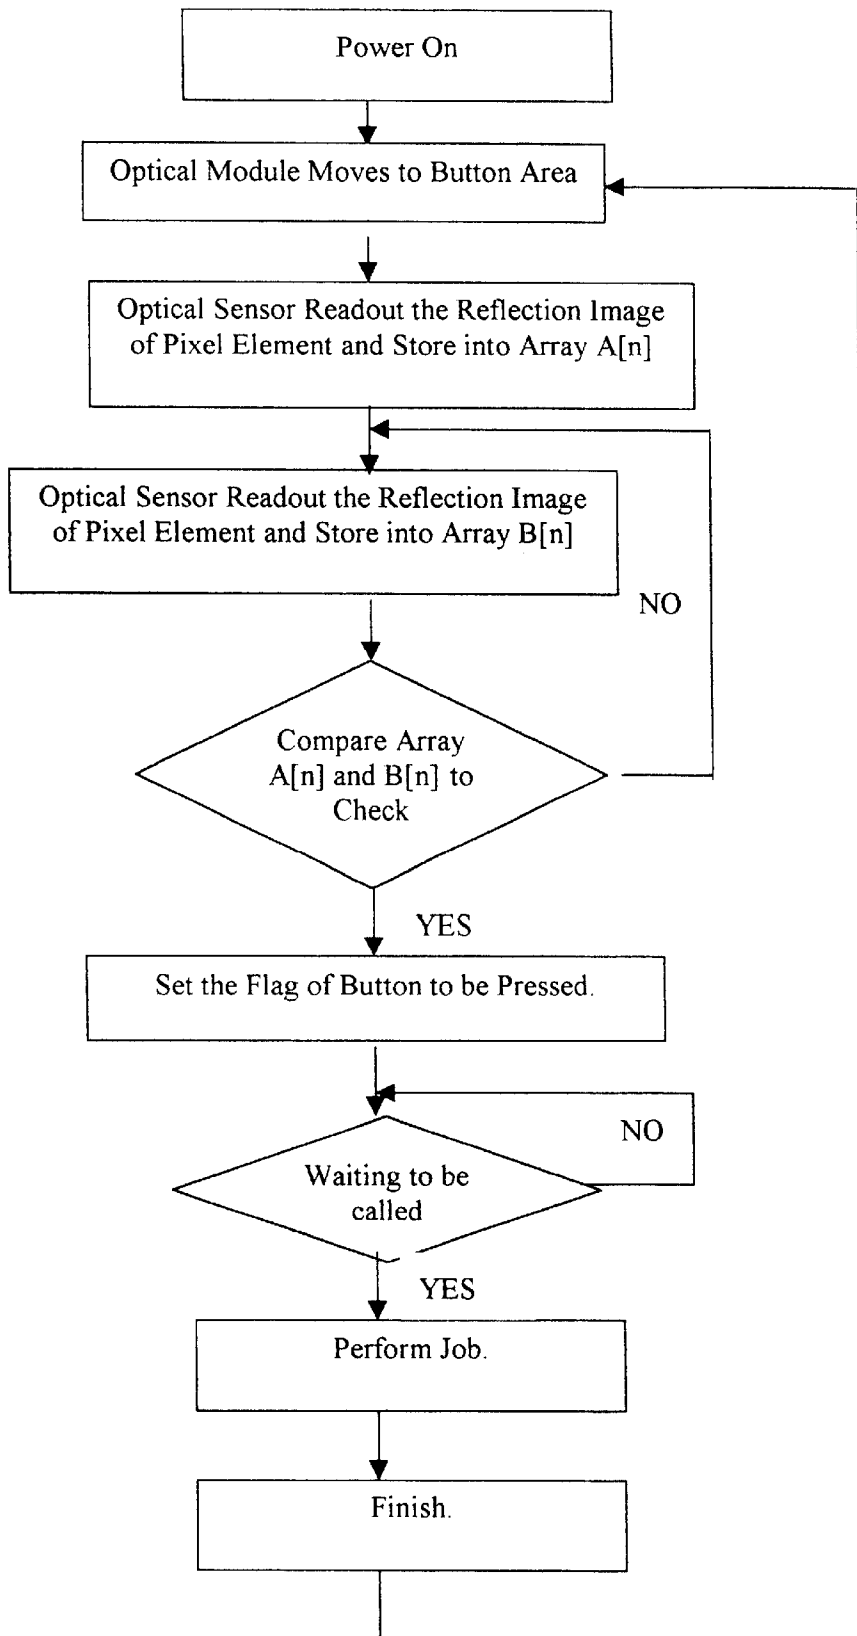 Power On
Optical Module Moves to Button Area
Optical Sensor Readout the Reflection Image
of Pixel Element and Store into Array A[n]
Optical Sensor Readout the Reflection Image
of Pixel Element and Store into Array B[n]
NO
Compare Array
A[n] and B[n] to
Check
YES
Set the Flag of Button to be Pressed.
NO
Waiting to be
called
YES
Perform Job.
Finish.